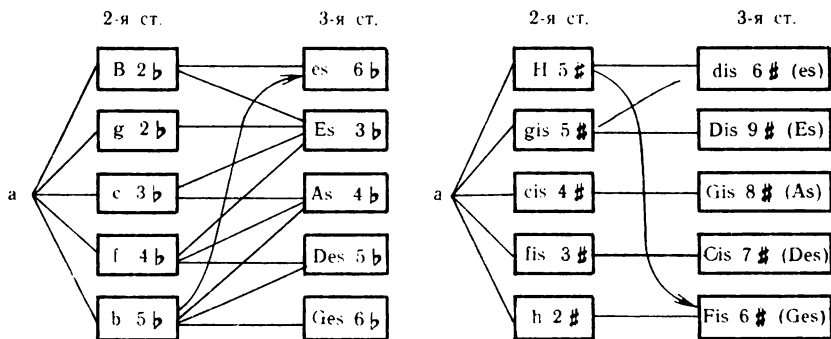 2-я ст. 3-я ст. 2-я ст. 3-я ст.
B 2♭ es 6♭ H 5♯ dis 6♯ (es)
g 2♭ Es 3♭ gis 5♯ Dis 9♯ (Es)
a c 3♭ As 4♭ a cis 4♯ Gis 8♯ (As)
f 4♭ Des 5♭ fis 3♯ Cis 7♯ (Des)
b 5♭ Ges 6♭ h 2♯ Fis 6♯ (Ges)